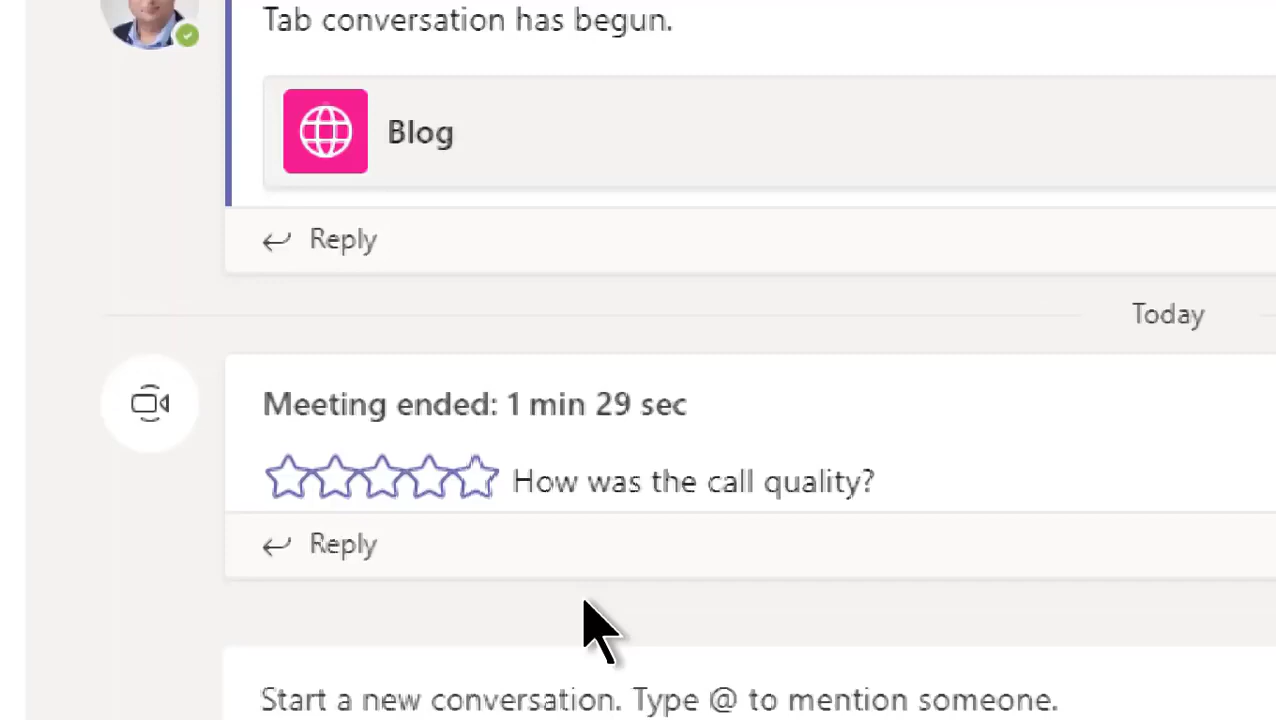 Tab conversation has begun.
Blog
Reply
Today
Meeting ended: 1 min 29 sec
How was the call quality?
Reply
Start a new conversation. Type @ to mention someone.